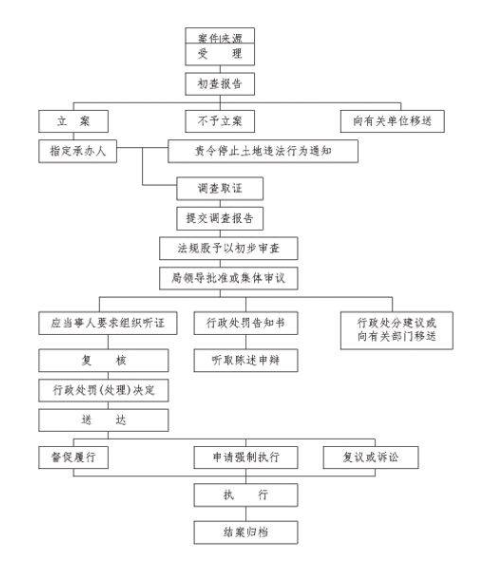 案件来源
受 理
初查报告
立 案
不予立案
向有关单位移送
指定承办人
责令停止土地违法行为通知
调查取证
提交调查报告
法规股予以初步审查
局领导批准或集体审议
应当事人要求组织听证
行政处罚告知书
行政处分建议或
向有关部门移送
复 核
听取陈述申辩
行政处罚(处理)决定
送 达
督促履行
申请强制执行
复议或诉讼
执 行
结案归档